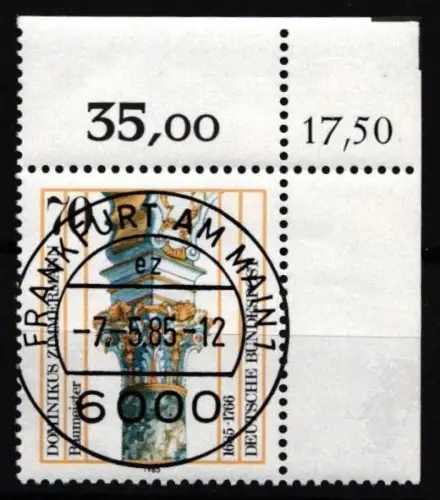 35,00
17,50
70
FRANKFURT AM MAIN 1
ez
-7.-5.85-12
6000
DOMINIKUS ZIMMERMANN
Baumeister
1685-1766
DEUTSCHE BUNDESPOST
1985